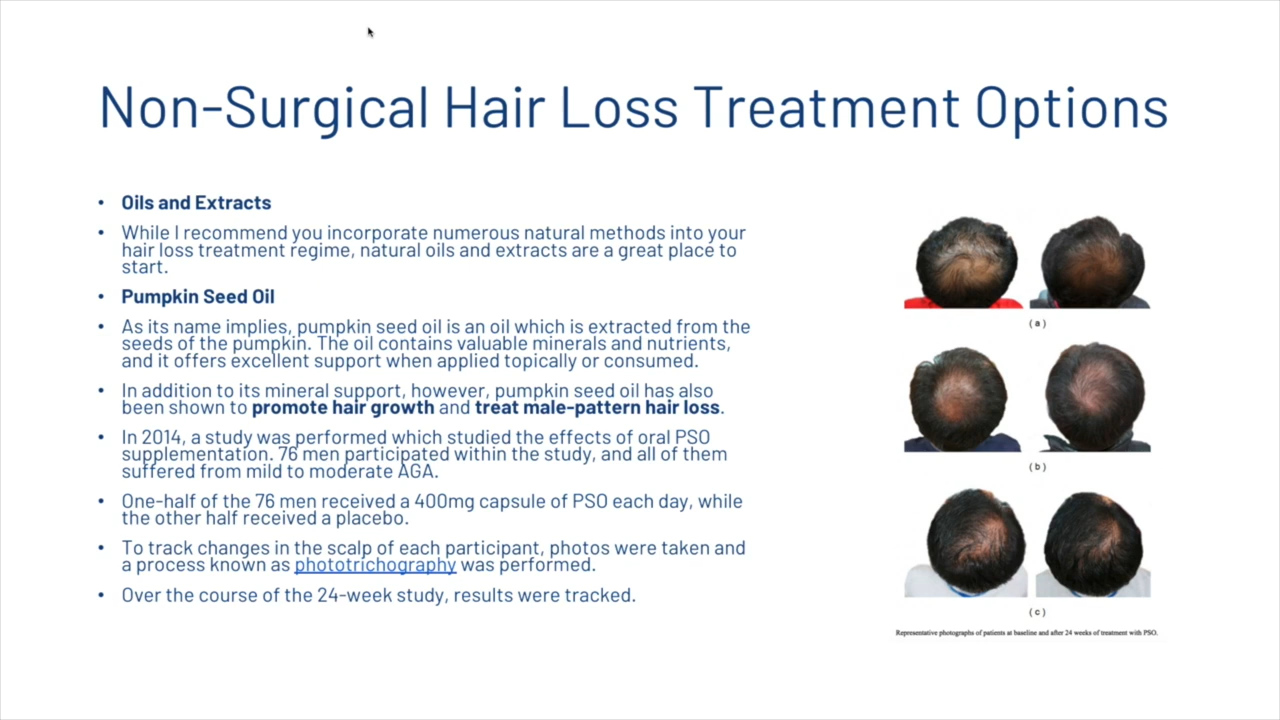 Non-Surgical Hair Loss Treatment Options
• Oils and Extracts
• While I recommend you incorporate numerous natural methods into your
hair loss treatment regime, natural oils and extracts are a great place to
start.
• Pumpkin Seed Oil
• As its name implies, pumpkin seed oil is an oil which is extracted from the
seeds of the pumpkin. The oil contains valuable minerals and nutrients,
and it offers excellent support when applied topically or consumed.
• In addition to its mineral support, however, pumpkin seed oil has also
been shown to promote hair growth and treat male-pattern hair loss.
• In 2014, a study was performed which studied the effects of oral PSO
supplementation. 76 men participated within the study, and all of them
suffered from mild to moderate AGA.
• One-half of the 76 men received a 400mg capsule of PSO each day, while
the other half received a placebo.
• To track changes in the scalp of each participant, photos were taken and
a process known as phototrichography was performed.
• Over the course of the 24-week study, results were tracked.
(a)
(b)
(c)
Representative photographs of patients at baseline and after 24 weeks of treatment with PSO.